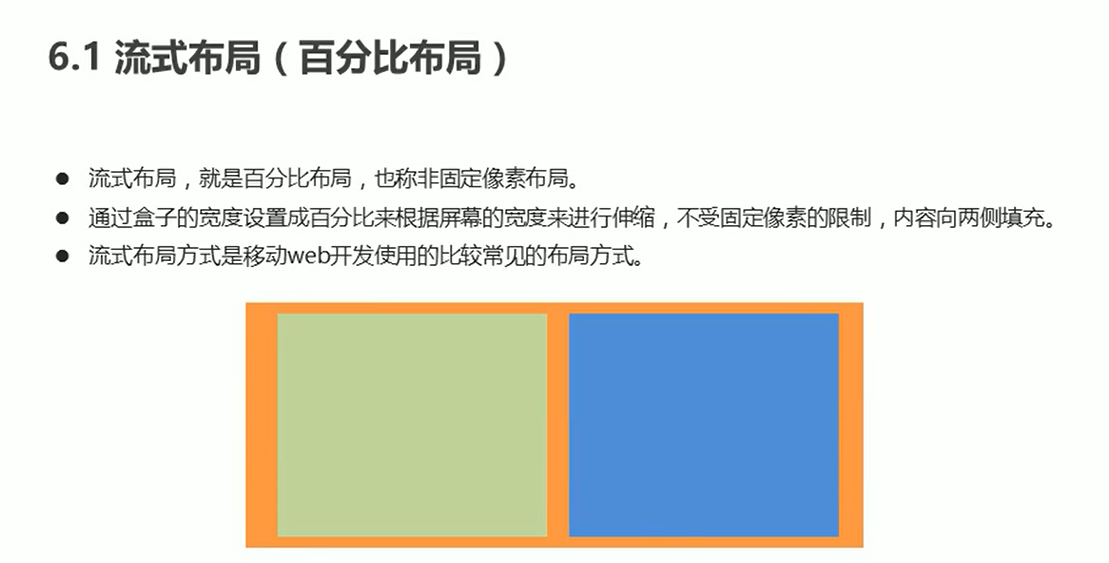 6.1 流式布局（百分比布局）
● 流式布局，就是百分比布局，也称非固定像素布局。
● 通过盒子的宽度设置成百分比来根据屏幕的宽度来进行伸缩，不受固定像素的限制，内容向两侧填充。
● 流式布局方式是移动web开发使用的比较常见的布局方式。